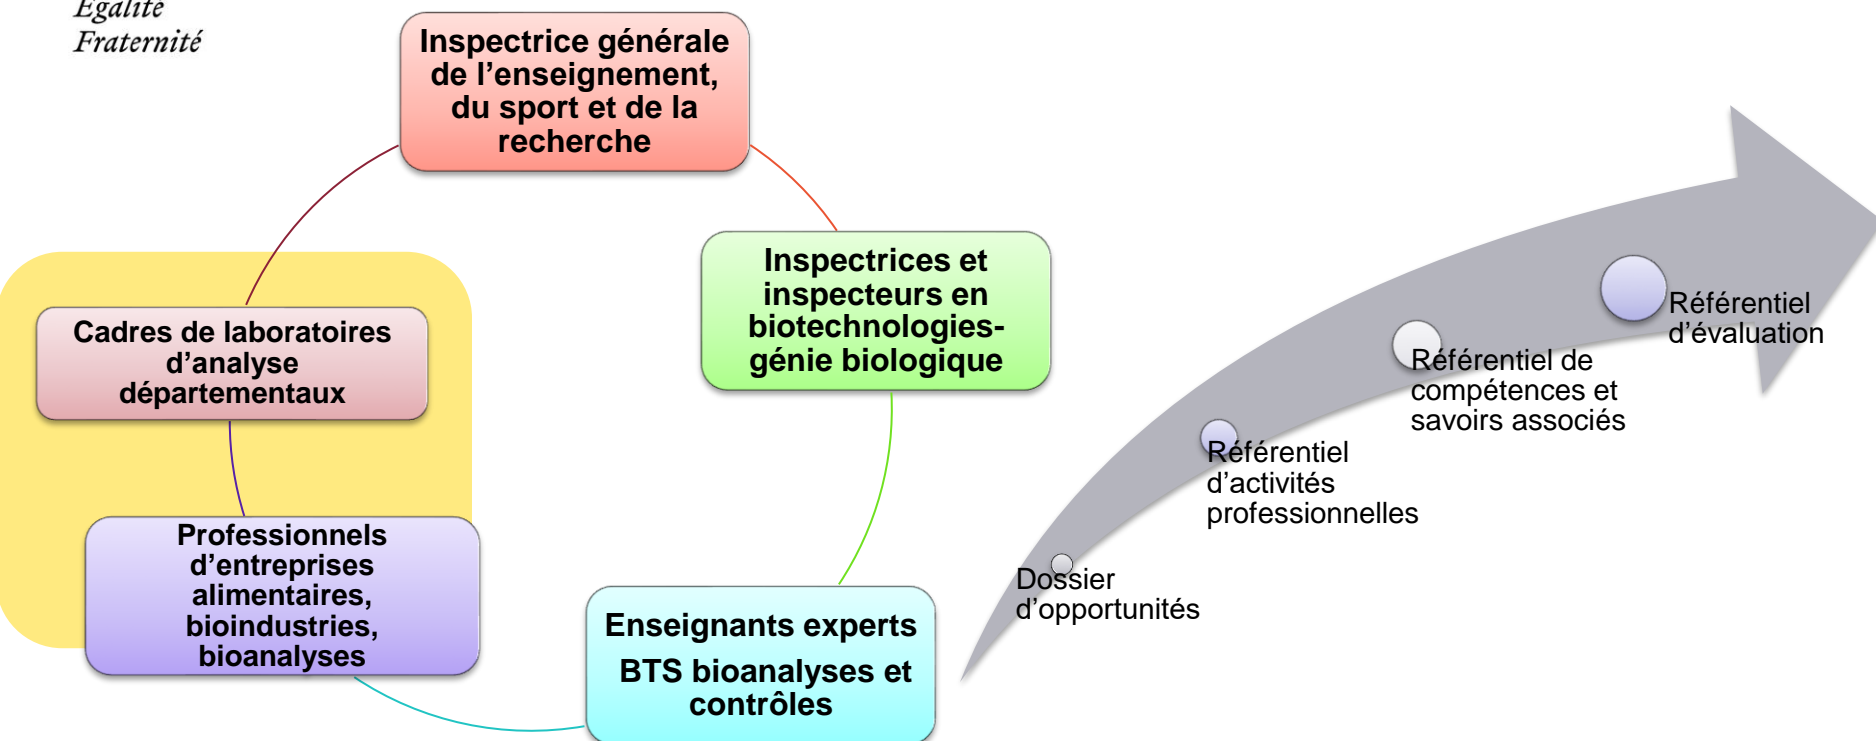 Égalité
Fraternité
Inspectrice générale
de l’enseignement,
du sport et de la
recherche
Inspectrices et
inspecteurs en
biotechnologies-
génie biologique
Cadres de laboratoires
d’analyse
départementaux
Professionnels
d’entreprises
alimentaires,
bioindustries,
bioanalyses
Enseignants experts
BTS bioanalyses et
contrôles
Dossier
d’opportunités
Référentiel
d’activités
professionnelles
Référentiel de
compétences et
savoirs associés
Référentiel
d’évaluation